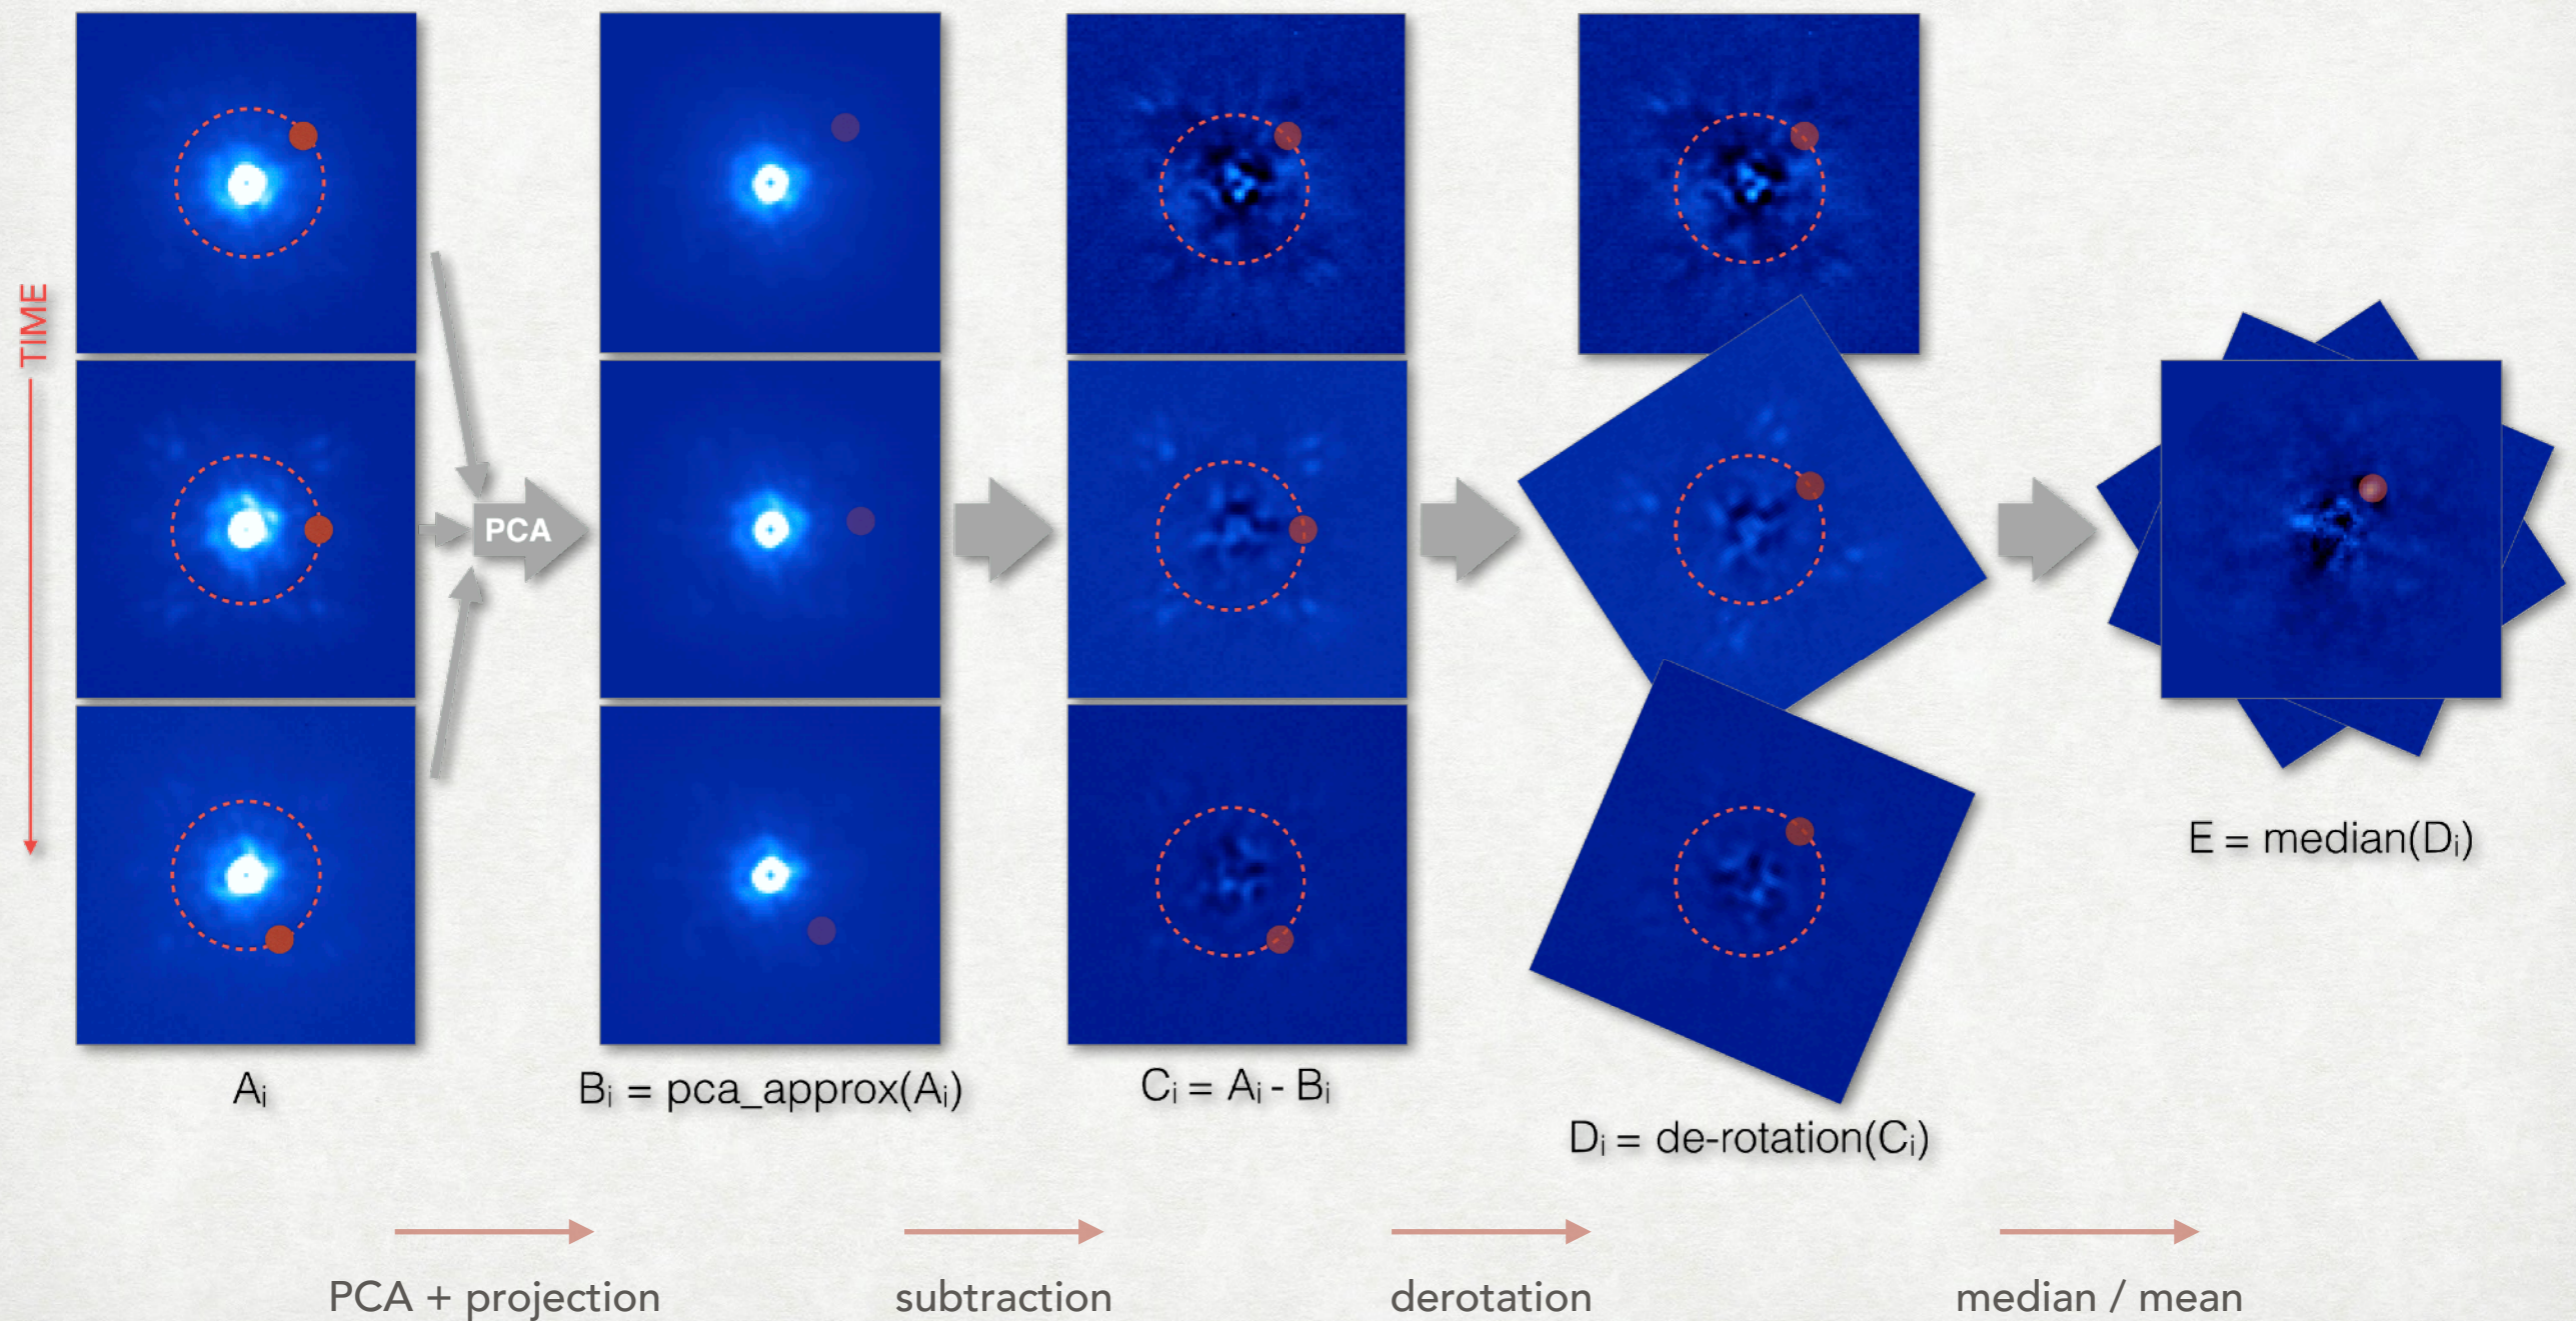 TIME
PCA
Aᵢ
Bᵢ = pca_approx(Aᵢ)
Cᵢ = Aᵢ - Bᵢ
Dᵢ = de-rotation(Cᵢ)
E = median(Dᵢ)
PCA + projection
subtraction
derotation
median / mean